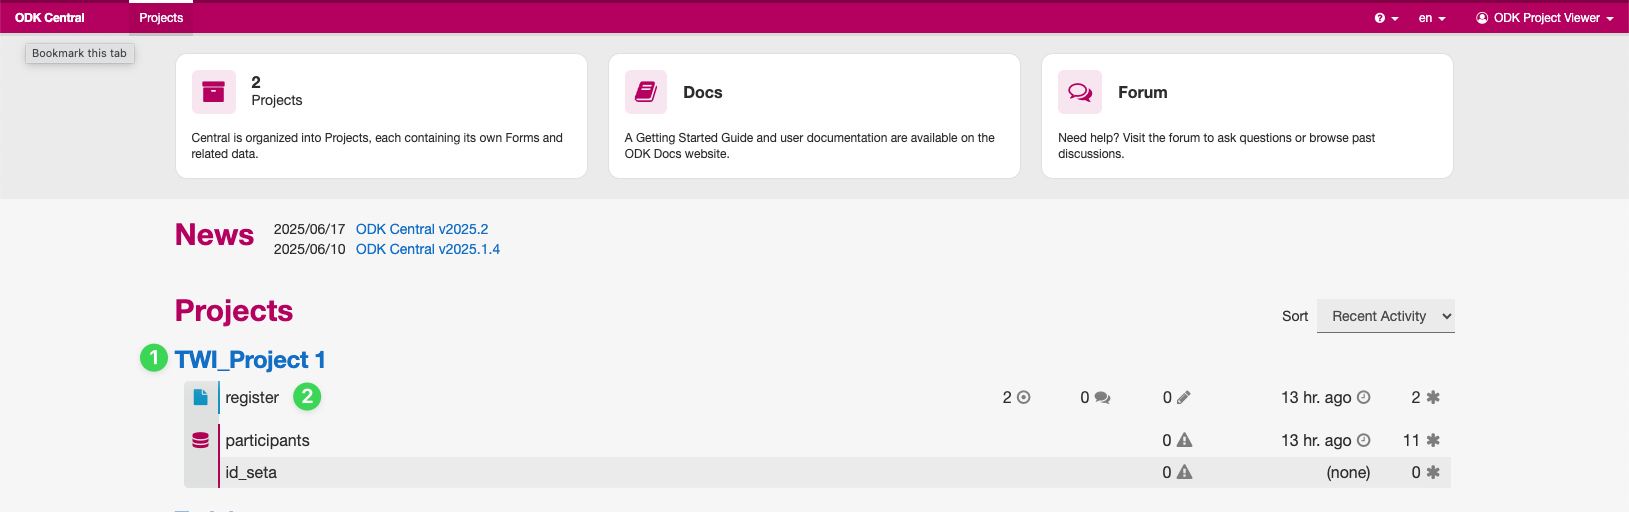 ODK Central Projects en ODK Project Viewer
Bookmark this tab
2
Projects
Central is organized into Projects, each containing its own Forms and
related data.
Docs
A Getting Started Guide and user documentation are available on the
ODK Docs website.
Forum
Need help? Visit the forum to ask questions or browse past
discussions.
News
2025/06/17 ODK Central v2025.2
2025/06/10 ODK Central v2025.1.4
Projects
Sort Recent Activity
1 TWI_Project 1
register 2 2 0 0 13 hr. ago 2
participants 0 13 hr. ago 11
id_seta 0 (none) 0